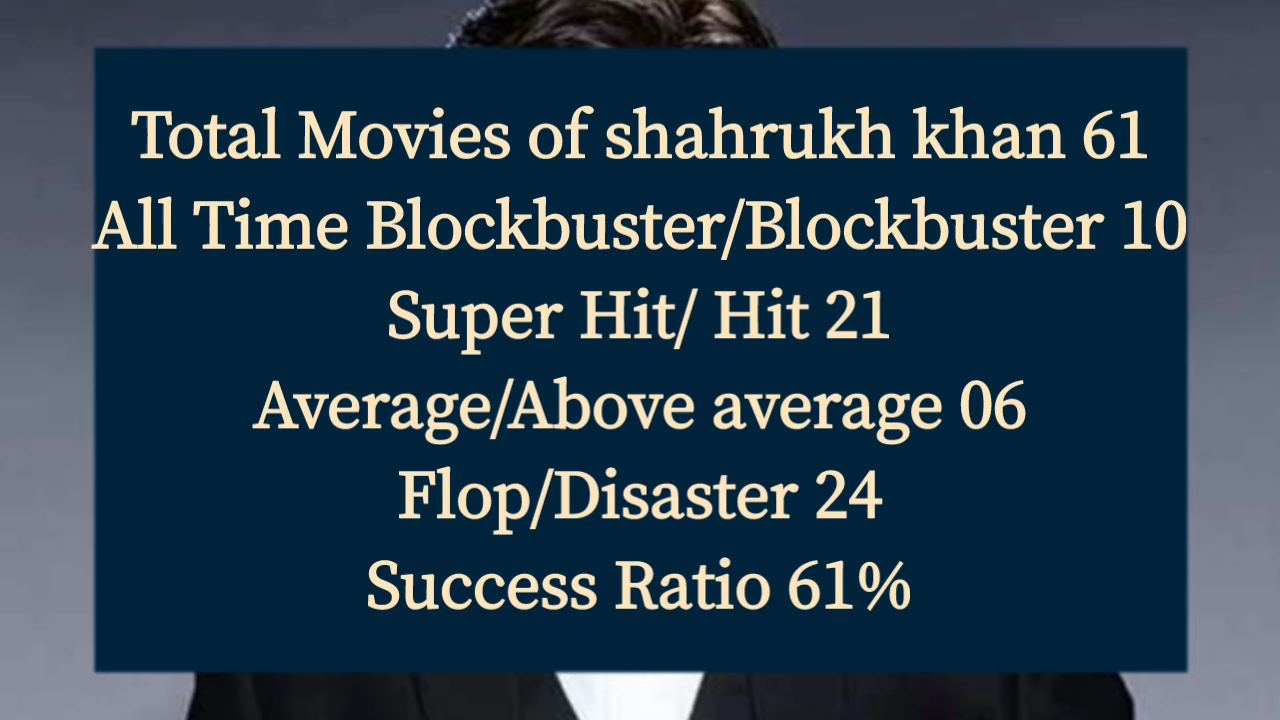 Total Movies of shahrukh khan 61
All Time Blockbuster/Blockbuster 10
Super Hit/ Hit 21
Average/Above average 06
Flop/Disaster 24
Success Ratio 61%